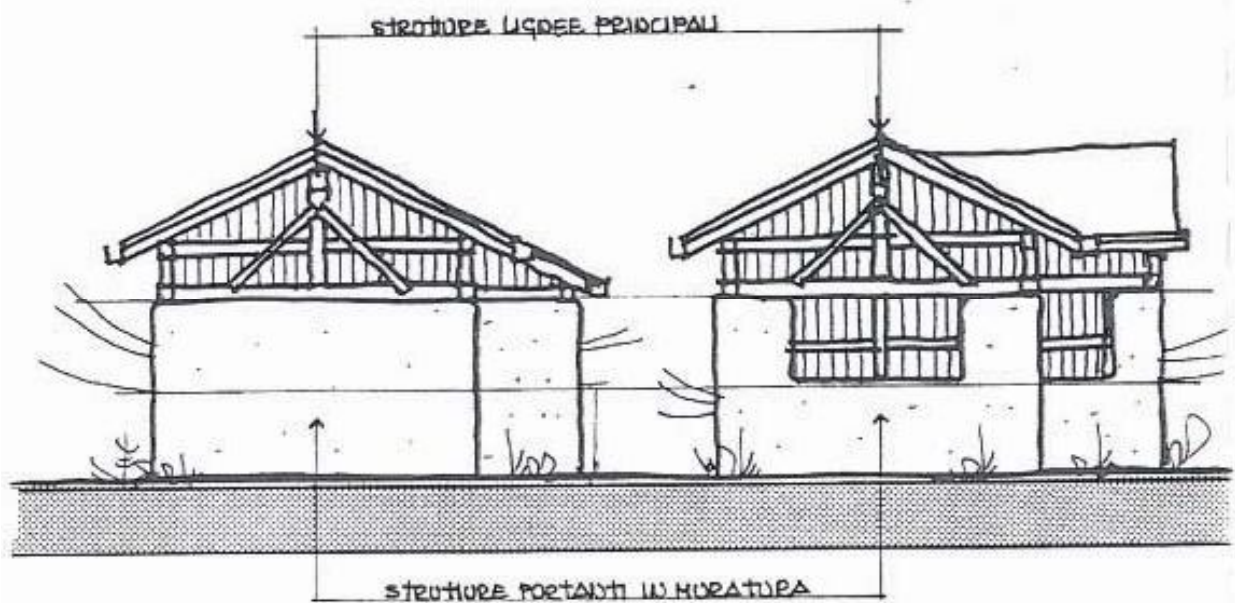 STRUTTURE LIGNEE PRINCIPALI
STRUTTURE PORTANTI IN MURATURA